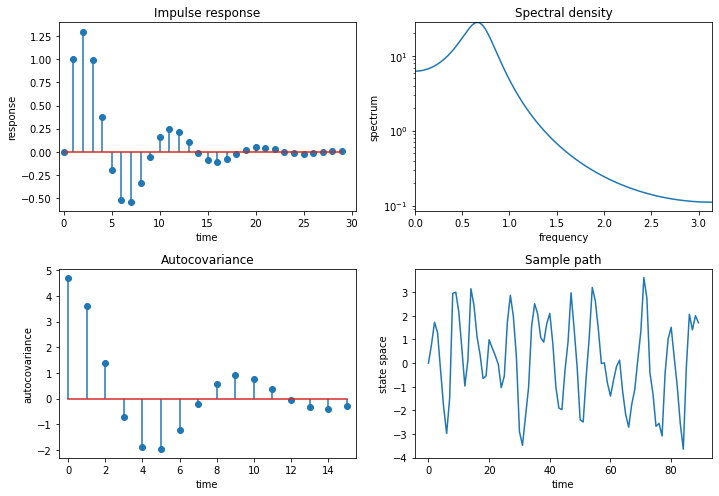 Impulse response
1.25
1.00
0.75
0.50
0.25
0.00
−0.25
−0.50
response
0 5 10 15 20 25 30
time
Spectral density
10^1
10^0
10^−1
spectrum
0.0 0.5 1.0 1.5 2.0 2.5 3.0
frequency
Autocovariance
5
4
3
2
1
0
−1
−2
autocovariance
0 2 4 6 8 10 12 14
time
Sample path
3
2
1
0
−1
−2
−3
−4
state space
0 20 40 60 80
time